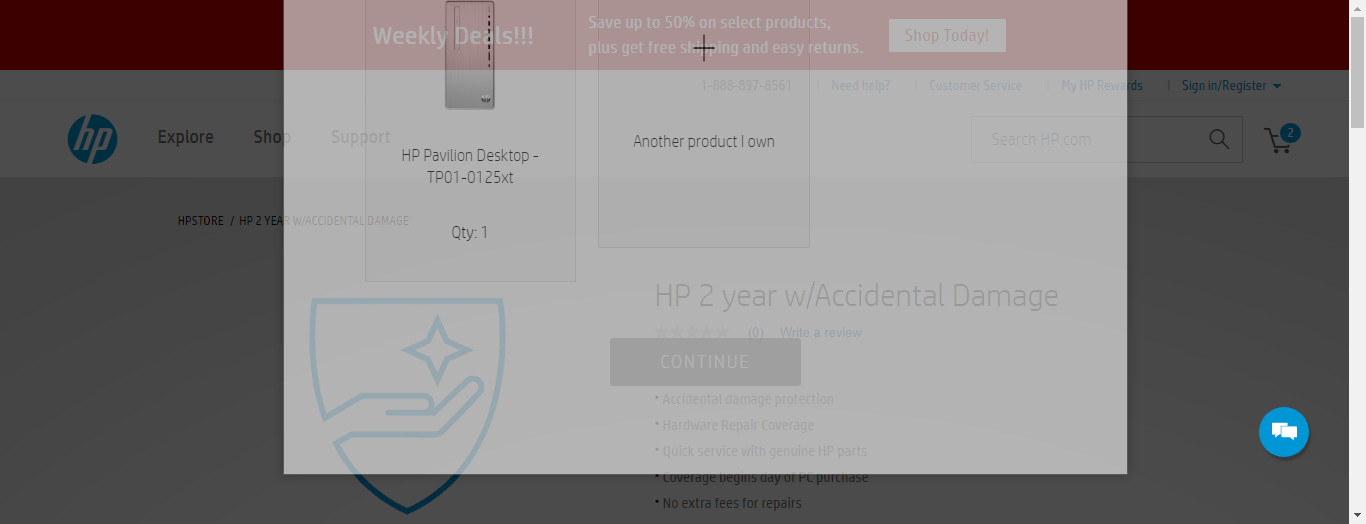 Weekly Deals!!!
Save up to 50% on select products,
plus get free shipping and easy returns.
Shop Today!
1-888-897-8561
Need help?
Customer Service
My HP Rewards
Sign in/Register
hp
Explore
Shop
Support
Search HP.com
2
HP Pavilion Desktop -
TP01-0125xt
Qty: 1
Another product I own
HPSTORE / HP 2 YEAR W/ACCIDENTAL DAMAGE
HP 2 year w/Accidental Damage
(0) Write a review
CONTINUE
• Accidental damage protection
• Hardware Repair Coverage
• Quick service with genuine HP parts
• Coverage begins day of PC purchase
• No extra fees for repairs